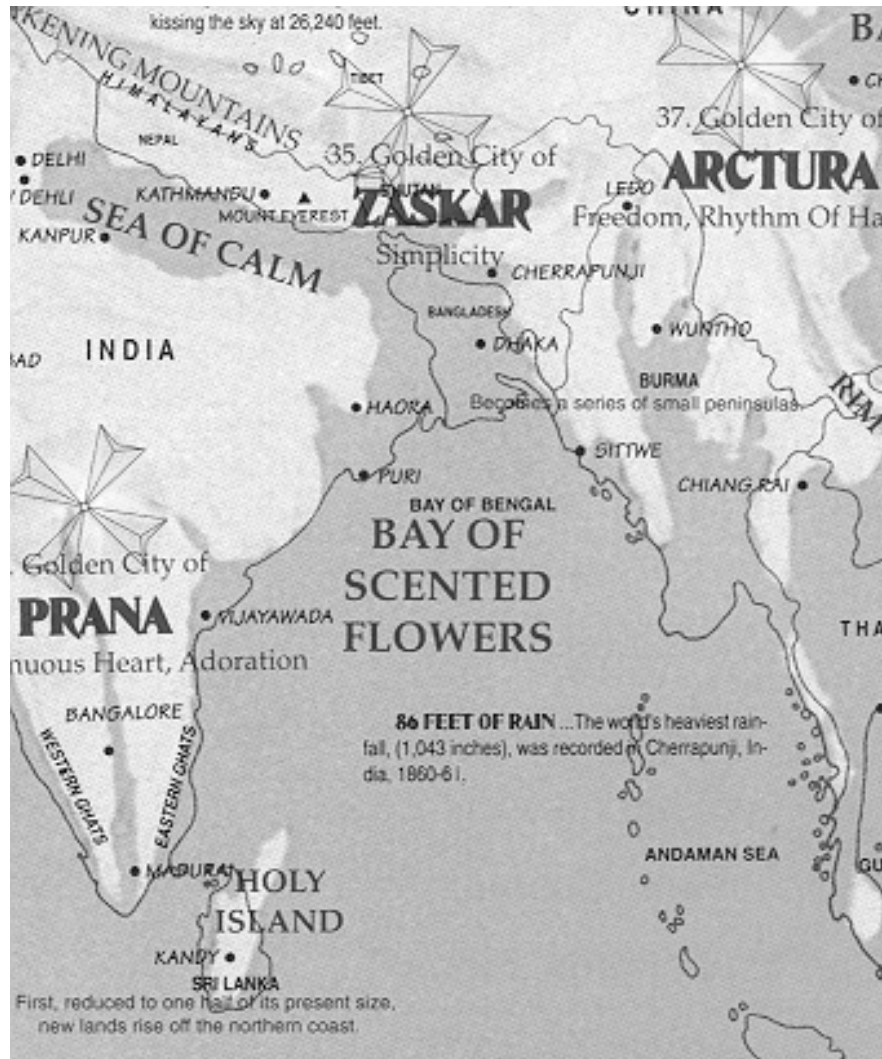 kissing the sky at 26,240 feet.
CHINA
KENING MOUNTAINS
HIMALAYAN'S
TIBET
NEPAL
37. Golden City of
ARCTURA
Freedom, Rhythm Of Ha
35. Golden City of
ZASKAR
Simplicity
BHUTAN
DELHI
DEHLI
KATHMANDU
MOUNT EVEREST
LEDO
KANPUR
SEA OF CALM
CHERRAPUNJI
BANGLADESH
DHAKA
WUNTHO
INDIA
BAD
BURMA
Becomes a series of small peninsulas.
RIM
HAORA
SITTWE
PURI
CHIANG RAI
BAY OF BENGAL
BAY OF
SCENTED
FLOWERS
. Golden City of
PRANA
nuous Heart, Adoration
VIJAYAWADA
THA
BANGALORE
WESTERN GHATS
EASTERN GHATS
86 FEET OF RAIN ...The world's heaviest rain-
fall, (1,043 inches), was recorded in Cherrapunji, In-
dia, 1860-61.
ANDAMAN SEA
GU
MADURAI
HOLY
ISLAND
KANDY
SRI LANKA
First, reduced to one half of its present size,
new lands rise off the northern coast.